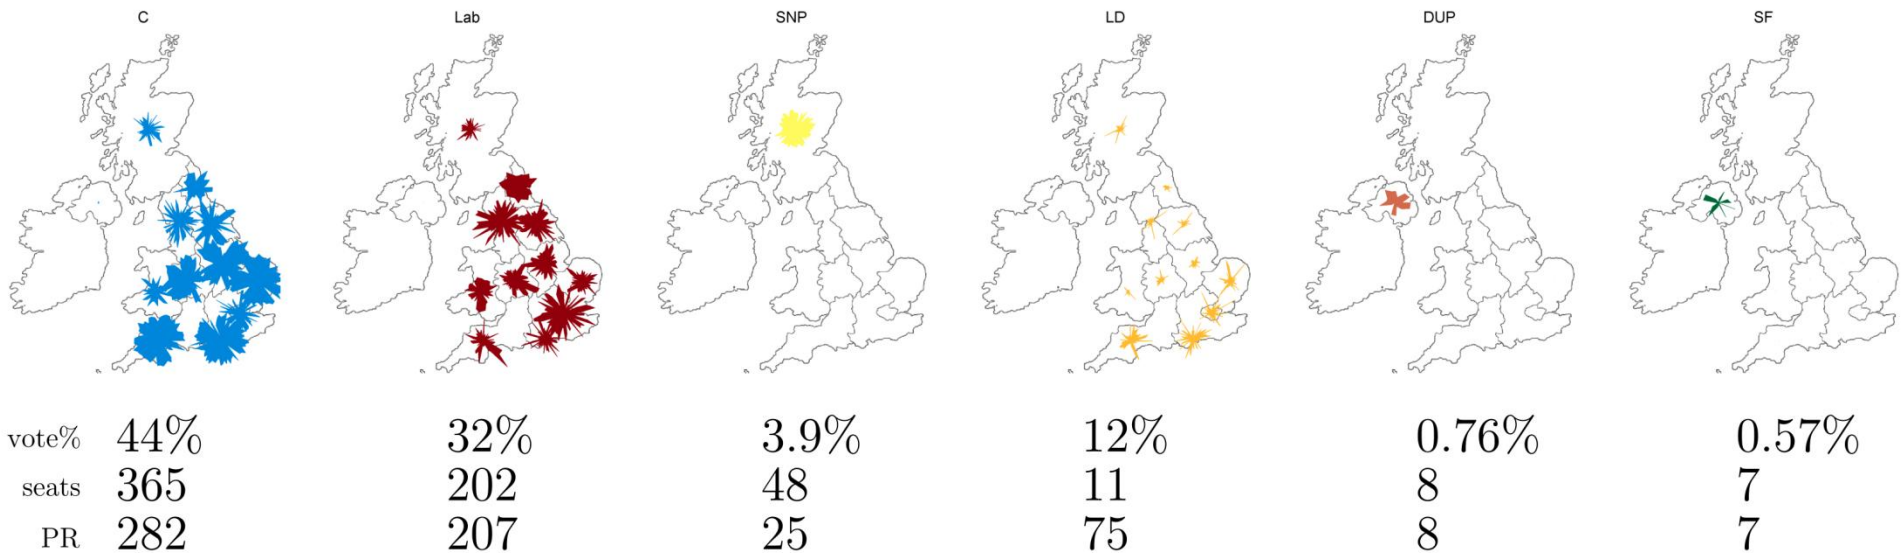 C Lab SNP LD DUP SF
vote% 44% 32% 3.9% 12% 0.76% 0.57%
seats 365 202 48 11 8 7
PR 282 207 25 75 8 7